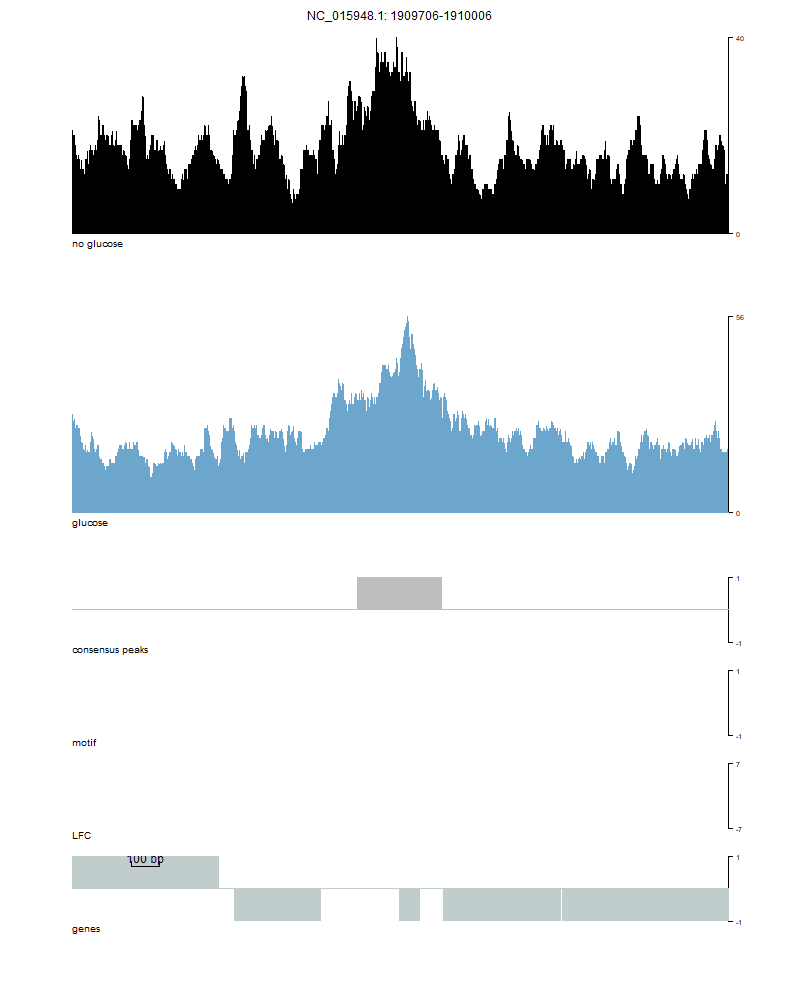 NC_015948.1: 1909706-1910006
40
0
no glucose
56
0
glucose
1
-1
consensus peaks
1
-1
motif
7
-7
LFC
100 bp
1
-1
genes